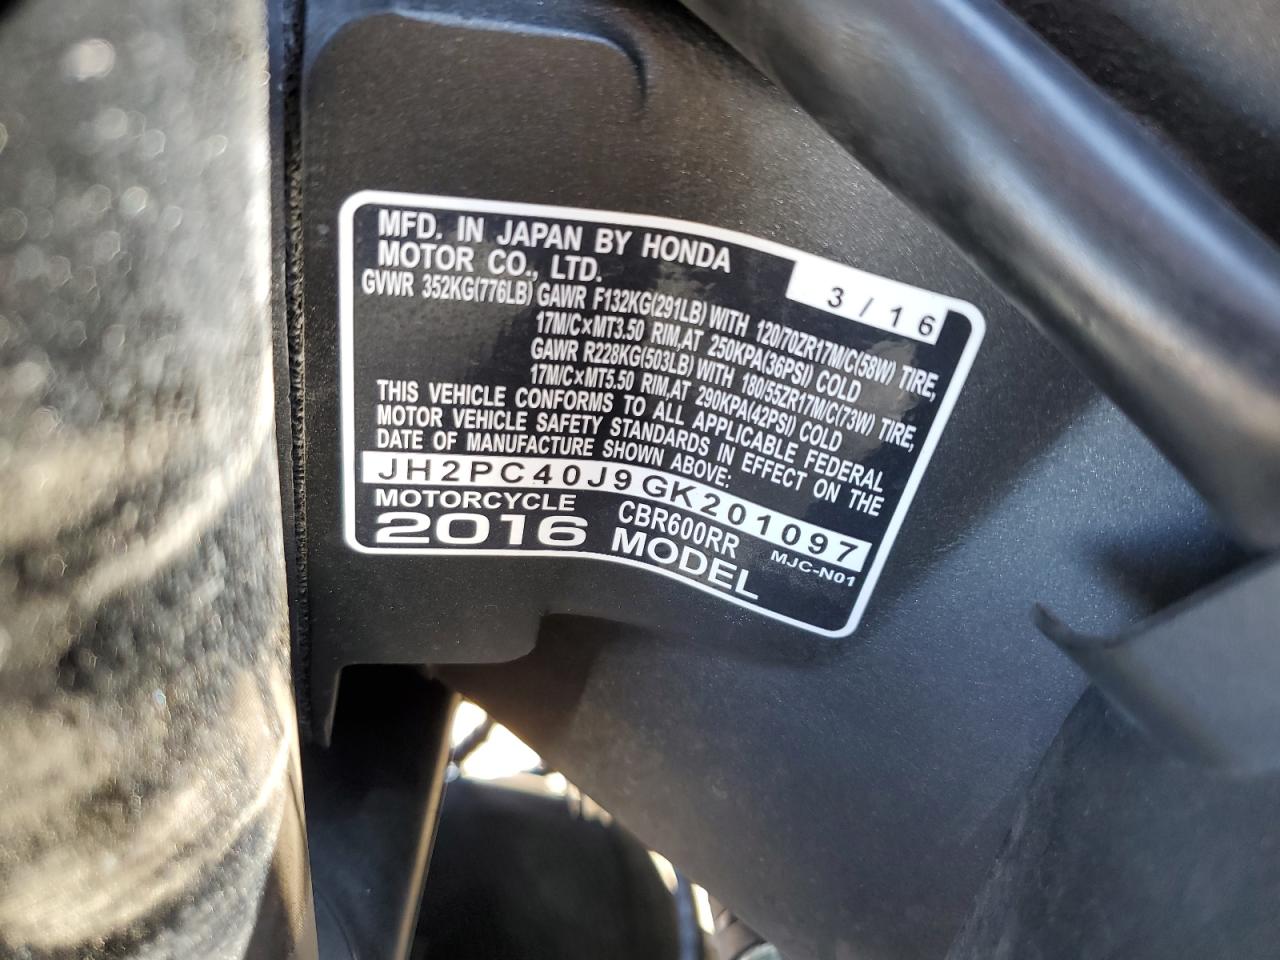 MFD. IN JAPAN BY HONDA
MOTOR CO., LTD.
3/16
GVWR 352KG(776LB) GAWR F132KG(291LB) WITH 120/70ZR17M/C(58W) TIRE,
17M/C×MT3.50 RIM,AT 250KPA(36PSI) COLD
GAWR R228KG(503LB) WITH 180/55ZR17M/C(73W) TIRE,
17M/C×MT5.50 RIM,AT 290KPA(42PSI) COLD
THIS VEHICLE CONFORMS TO ALL APPLICABLE FEDERAL
MOTOR VEHICLE SAFETY STANDARDS IN EFFECT ON THE
DATE OF MANUFACTURE SHOWN ABOVE:
JH2PC40J9GK201097
MOTORCYCLE CBR600RR MJC-N01
2016 MODEL